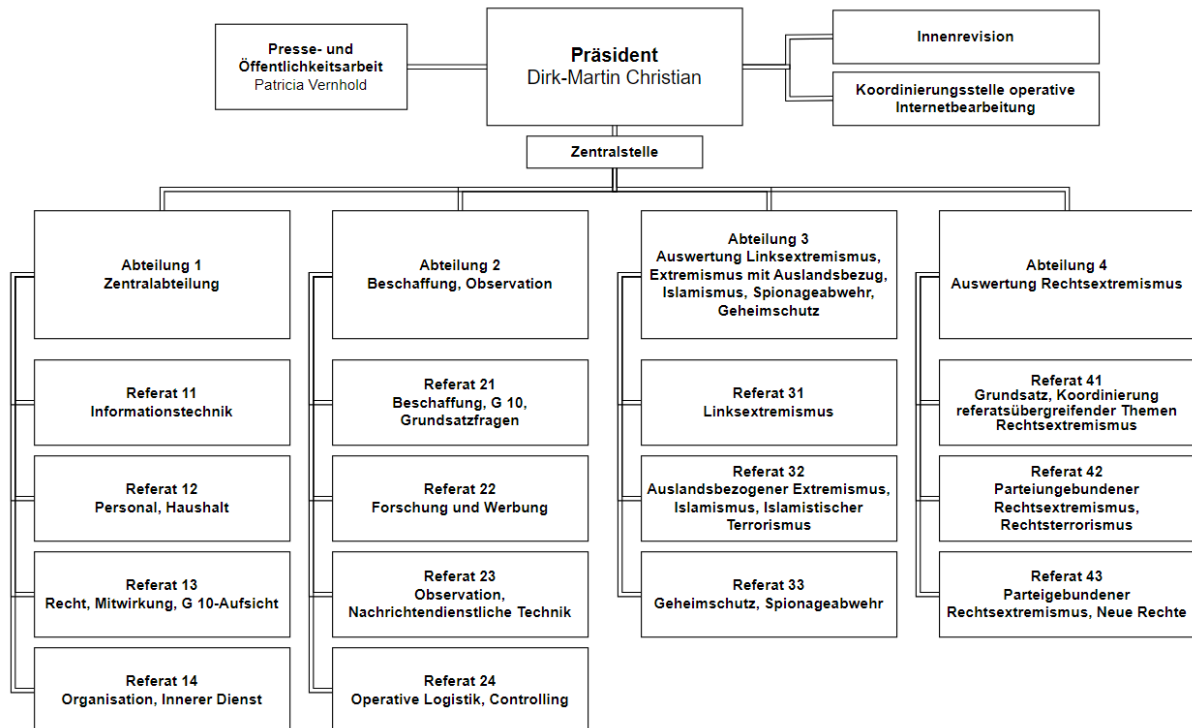 Presse- und
Öffentlichkeitsarbeit
Patricia Vernhold
Präsident
Dirk-Martin Christian
Innenrevision
Koordinierungsstelle operative
Internetbearbeitung
Zentralstelle
Abteilung 1
Zentralabteilung
Referat 11
Informationstechnik
Referat 12
Personal, Haushalt
Referat 13
Recht, Mitwirkung, G 10-Aufsicht
Referat 14
Organisation, Innerer Dienst
Abteilung 2
Beschaffung, Observation
Referat 21
Beschaffung, G 10,
Grundsatzfragen
Referat 22
Forschung und Werbung
Referat 23
Observation,
Nachrichtendienstliche Technik
Referat 24
Operative Logistik, Controlling
Abteilung 3
Auswertung Linksextremismus,
Extremismus mit Auslandsbezug,
Islamismus, Spionageabwehr,
Geheimschutz
Referat 31
Linksextremismus
Referat 32
Auslandsbezogener Extremismus,
Islamismus, Islamistischer
Terrorismus
Referat 33
Geheimschutz, Spionageabwehr
Abteilung 4
Auswertung Rechtsextremismus
Referat 41
Grundsatz, Koordinierung
referatsübergreifender Themen
Rechtsextremismus
Referat 42
Parteiungebundener
Rechtsextremismus,
Rechtsterrorismus
Referat 43
Parteigebundener
Rechtsextremismus, Neue Rechte